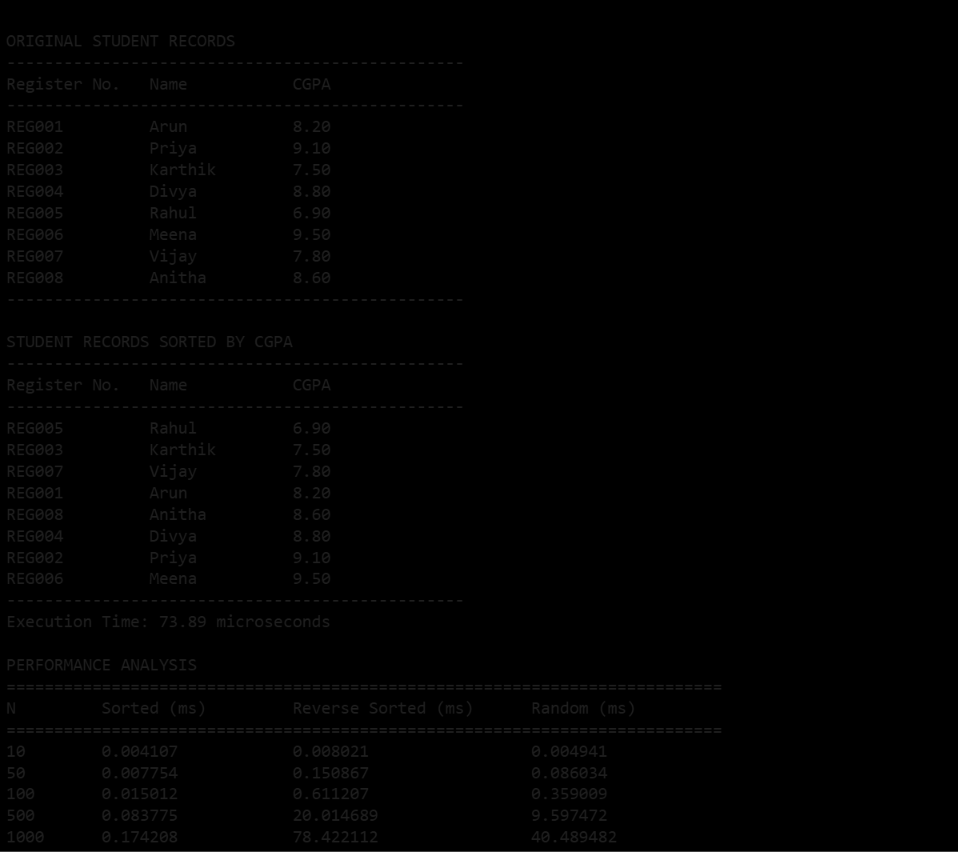 ORIGINAL STUDENT RECORDS
------------------------------------------------
Register No.   Name           CGPA
------------------------------------------------
REG001         Arun           8.20
REG002         Priya          9.10
REG003         Karthik        7.50
REG004         Divya          8.80
REG005         Rahul          6.90
REG006         Meena          9.50
REG007         Vijay          7.80
REG008         Anitha         8.60
------------------------------------------------
STUDENT RECORDS SORTED BY CGPA
------------------------------------------------
Register No.   Name           CGPA
------------------------------------------------
REG005         Rahul          6.90
REG003         Karthik        7.50
REG007         Vijay          7.80
REG001         Arun           8.20
REG008         Anitha         8.60
REG004         Divya          8.80
REG002         Priya          9.10
REG006         Meena          9.50
------------------------------------------------
Execution Time: 73.89 microseconds
PERFORMANCE ANALYSIS
===========================================================================
N         Sorted (ms)         Reverse Sorted (ms)      Random (ms)
===========================================================================
10        0.004107            0.008021                 0.004941
50        0.007754            0.150867                 0.086034
100       0.015012            0.611207                 0.359009
500       0.083775            20.014689                9.597472
1000      0.174208            78.422112                40.489482